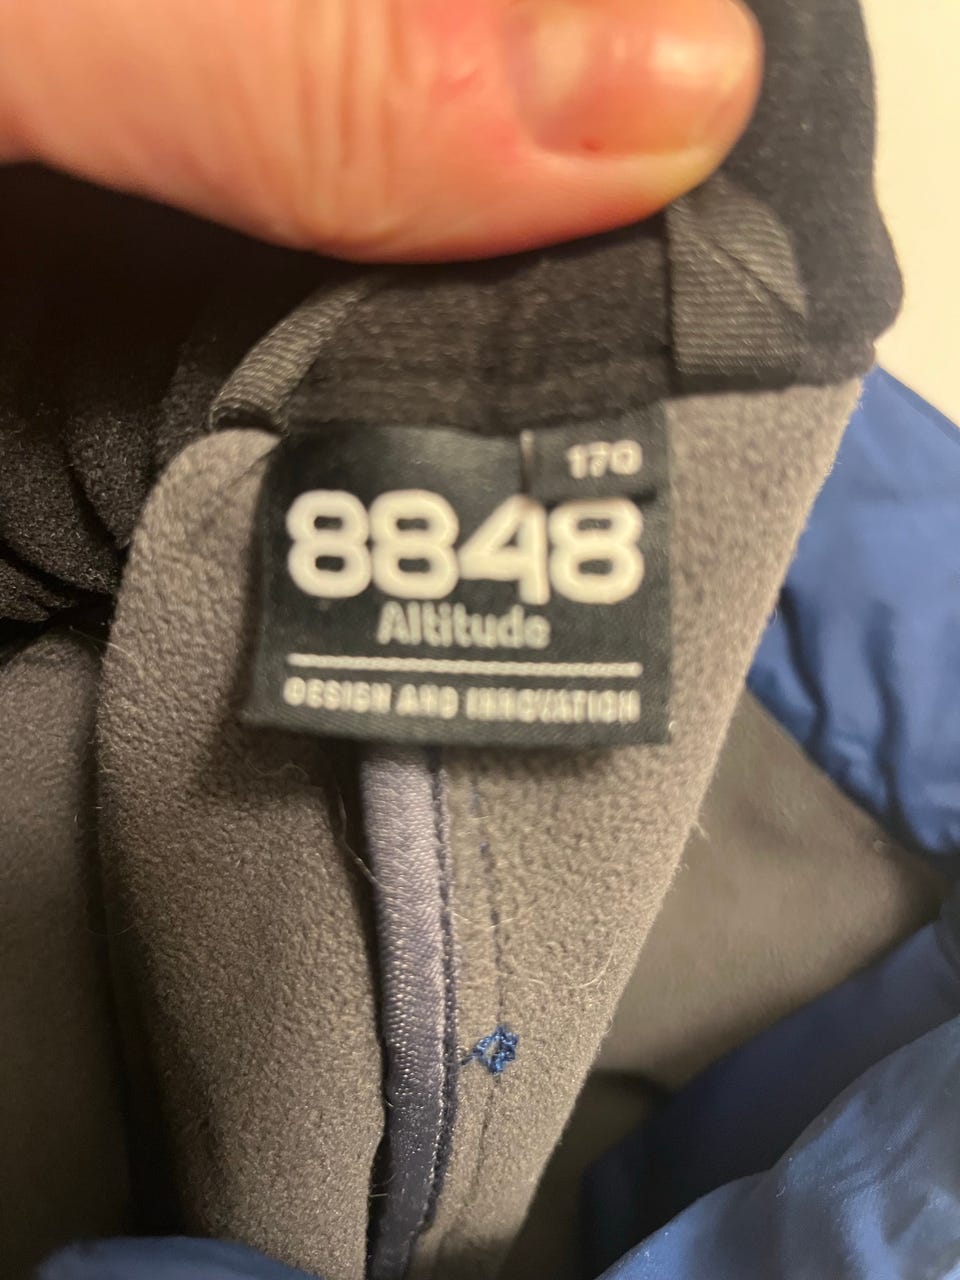 170
8848
Altitude
DESIGN AND INNOVATION